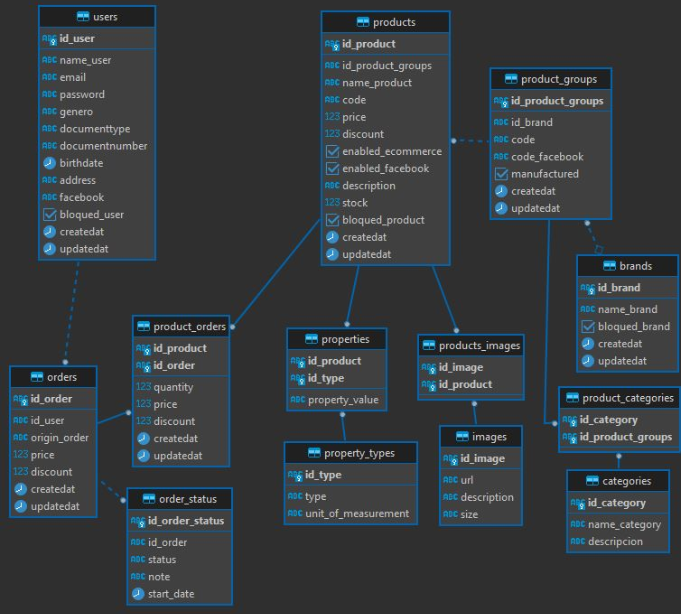 users
id_user
name_user
email
password
genero
documenttype
documentnumber
birthdate
address
facebook
bloqued_user
createdat
updatedat
products
id_product
id_product_groups
name_product
code
price
discount
enabled_ecommerce
enabled_facebook
description
stock
bloqued_product
createdat
updatedat
product_groups
id_product_groups
id_brand
code
code_facebook
manufactured
createdat
updatedat
brands
id_brand
name_brand
bloqued_brand
createdat
updatedat
product_orders
id_product
id_order
quantity
price
discount
createdat
updatedat
properties
id_product
id_type
property_value
products_images
id_image
id_product
orders
id_order
id_user
origin_order
price
discount
createdat
updatedat
product_categories
id_category
id_product_groups
property_types
id_type
type
unit_of_measurement
images
id_image
url
description
size
categories
id_category
name_category
descripcion
order_status
id_order_status
id_order
status
note
start_date